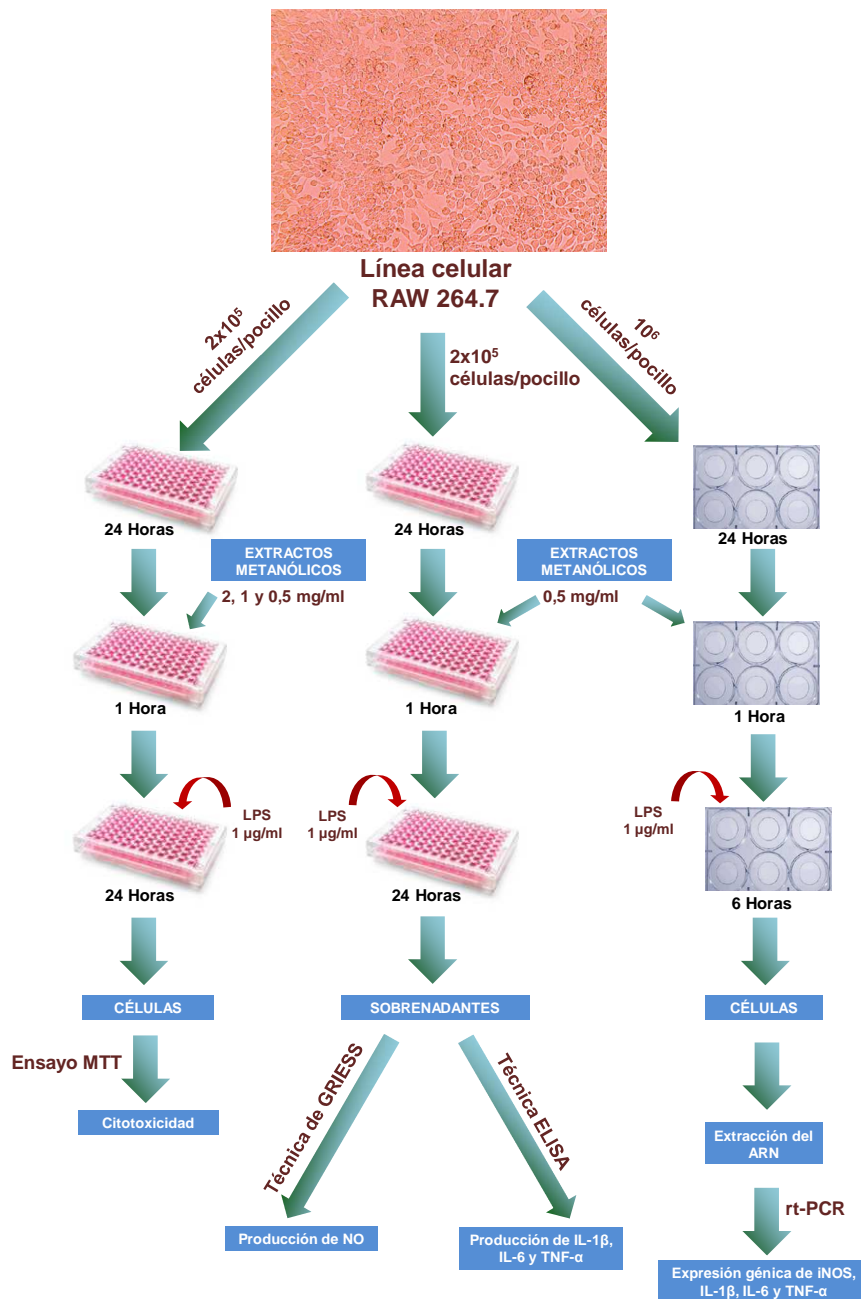 Línea celular
RAW 264.7
2x10⁵
células/pocillo
2x10⁵
células/pocillo
10⁶
células/pocillo
24 Horas
24 Horas
24 Horas
EXTRACTOS
METANÓLICOS
2, 1 y 0,5 mg/ml
EXTRACTOS
METANÓLICOS
0,5 mg/ml
1 Hora
1 Hora
1 Hora
LPS
1 µg/ml
LPS
1 µg/ml
LPS
1 µg/ml
24 Horas
24 Horas
6 Horas
CÉLULAS
SOBRENADANTES
CÉLULAS
Ensayo MTT
Técnica de GRIESS
Técnica ELISA
Citotoxicidad
Extracción del
ARN
rt-PCR
Producción de NO
Producción de IL-1β,
IL-6 y TNF-α
Expresión génica de iNOS,
IL-1β, IL-6 y TNF-α